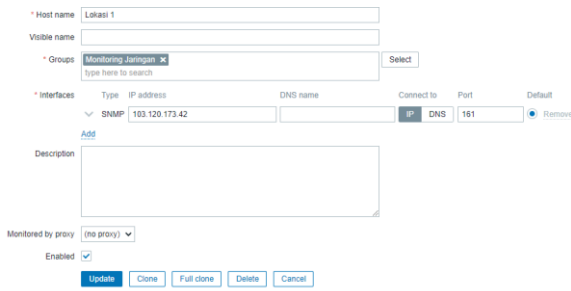 * Host name Lokasi 1
Visible name
* Groups Monitoring Jaringan × Select
type here to search
* Interfaces Type IP address DNS name Connect to Port Default
SNMP 103.120.173.42 IP DNS 161 Remove
Add
Description
Monitored by proxy (no proxy)
Enabled
Update Clone Full clone Delete Cancel